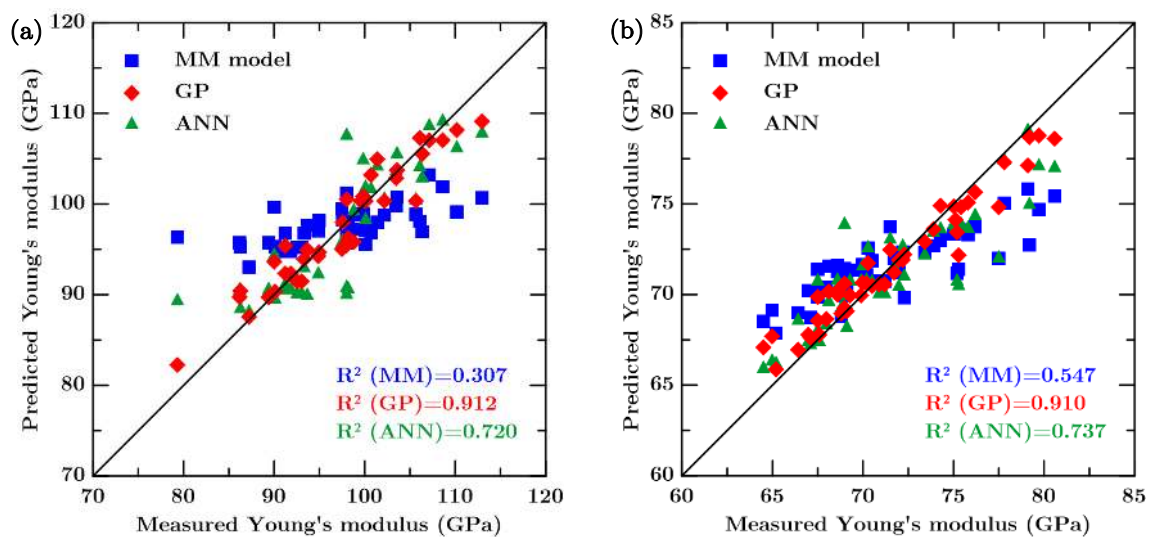 (a)
Predicted Young's modulus (GPa)
120
110
100
90
80
70
MM model
GP
ANN
R² (MM)=0.307
R² (GP)=0.912
R² (ANN)=0.720
70 80 90 100 110 120
Measured Young's modulus (GPa)
(b)
Predicted Young's modulus (GPa)
85
80
75
70
65
60
MM model
GP
ANN
R² (MM)=0.547
R² (GP)=0.910
R² (ANN)=0.737
60 65 70 75 80 85
Measured Young's modulus (GPa)